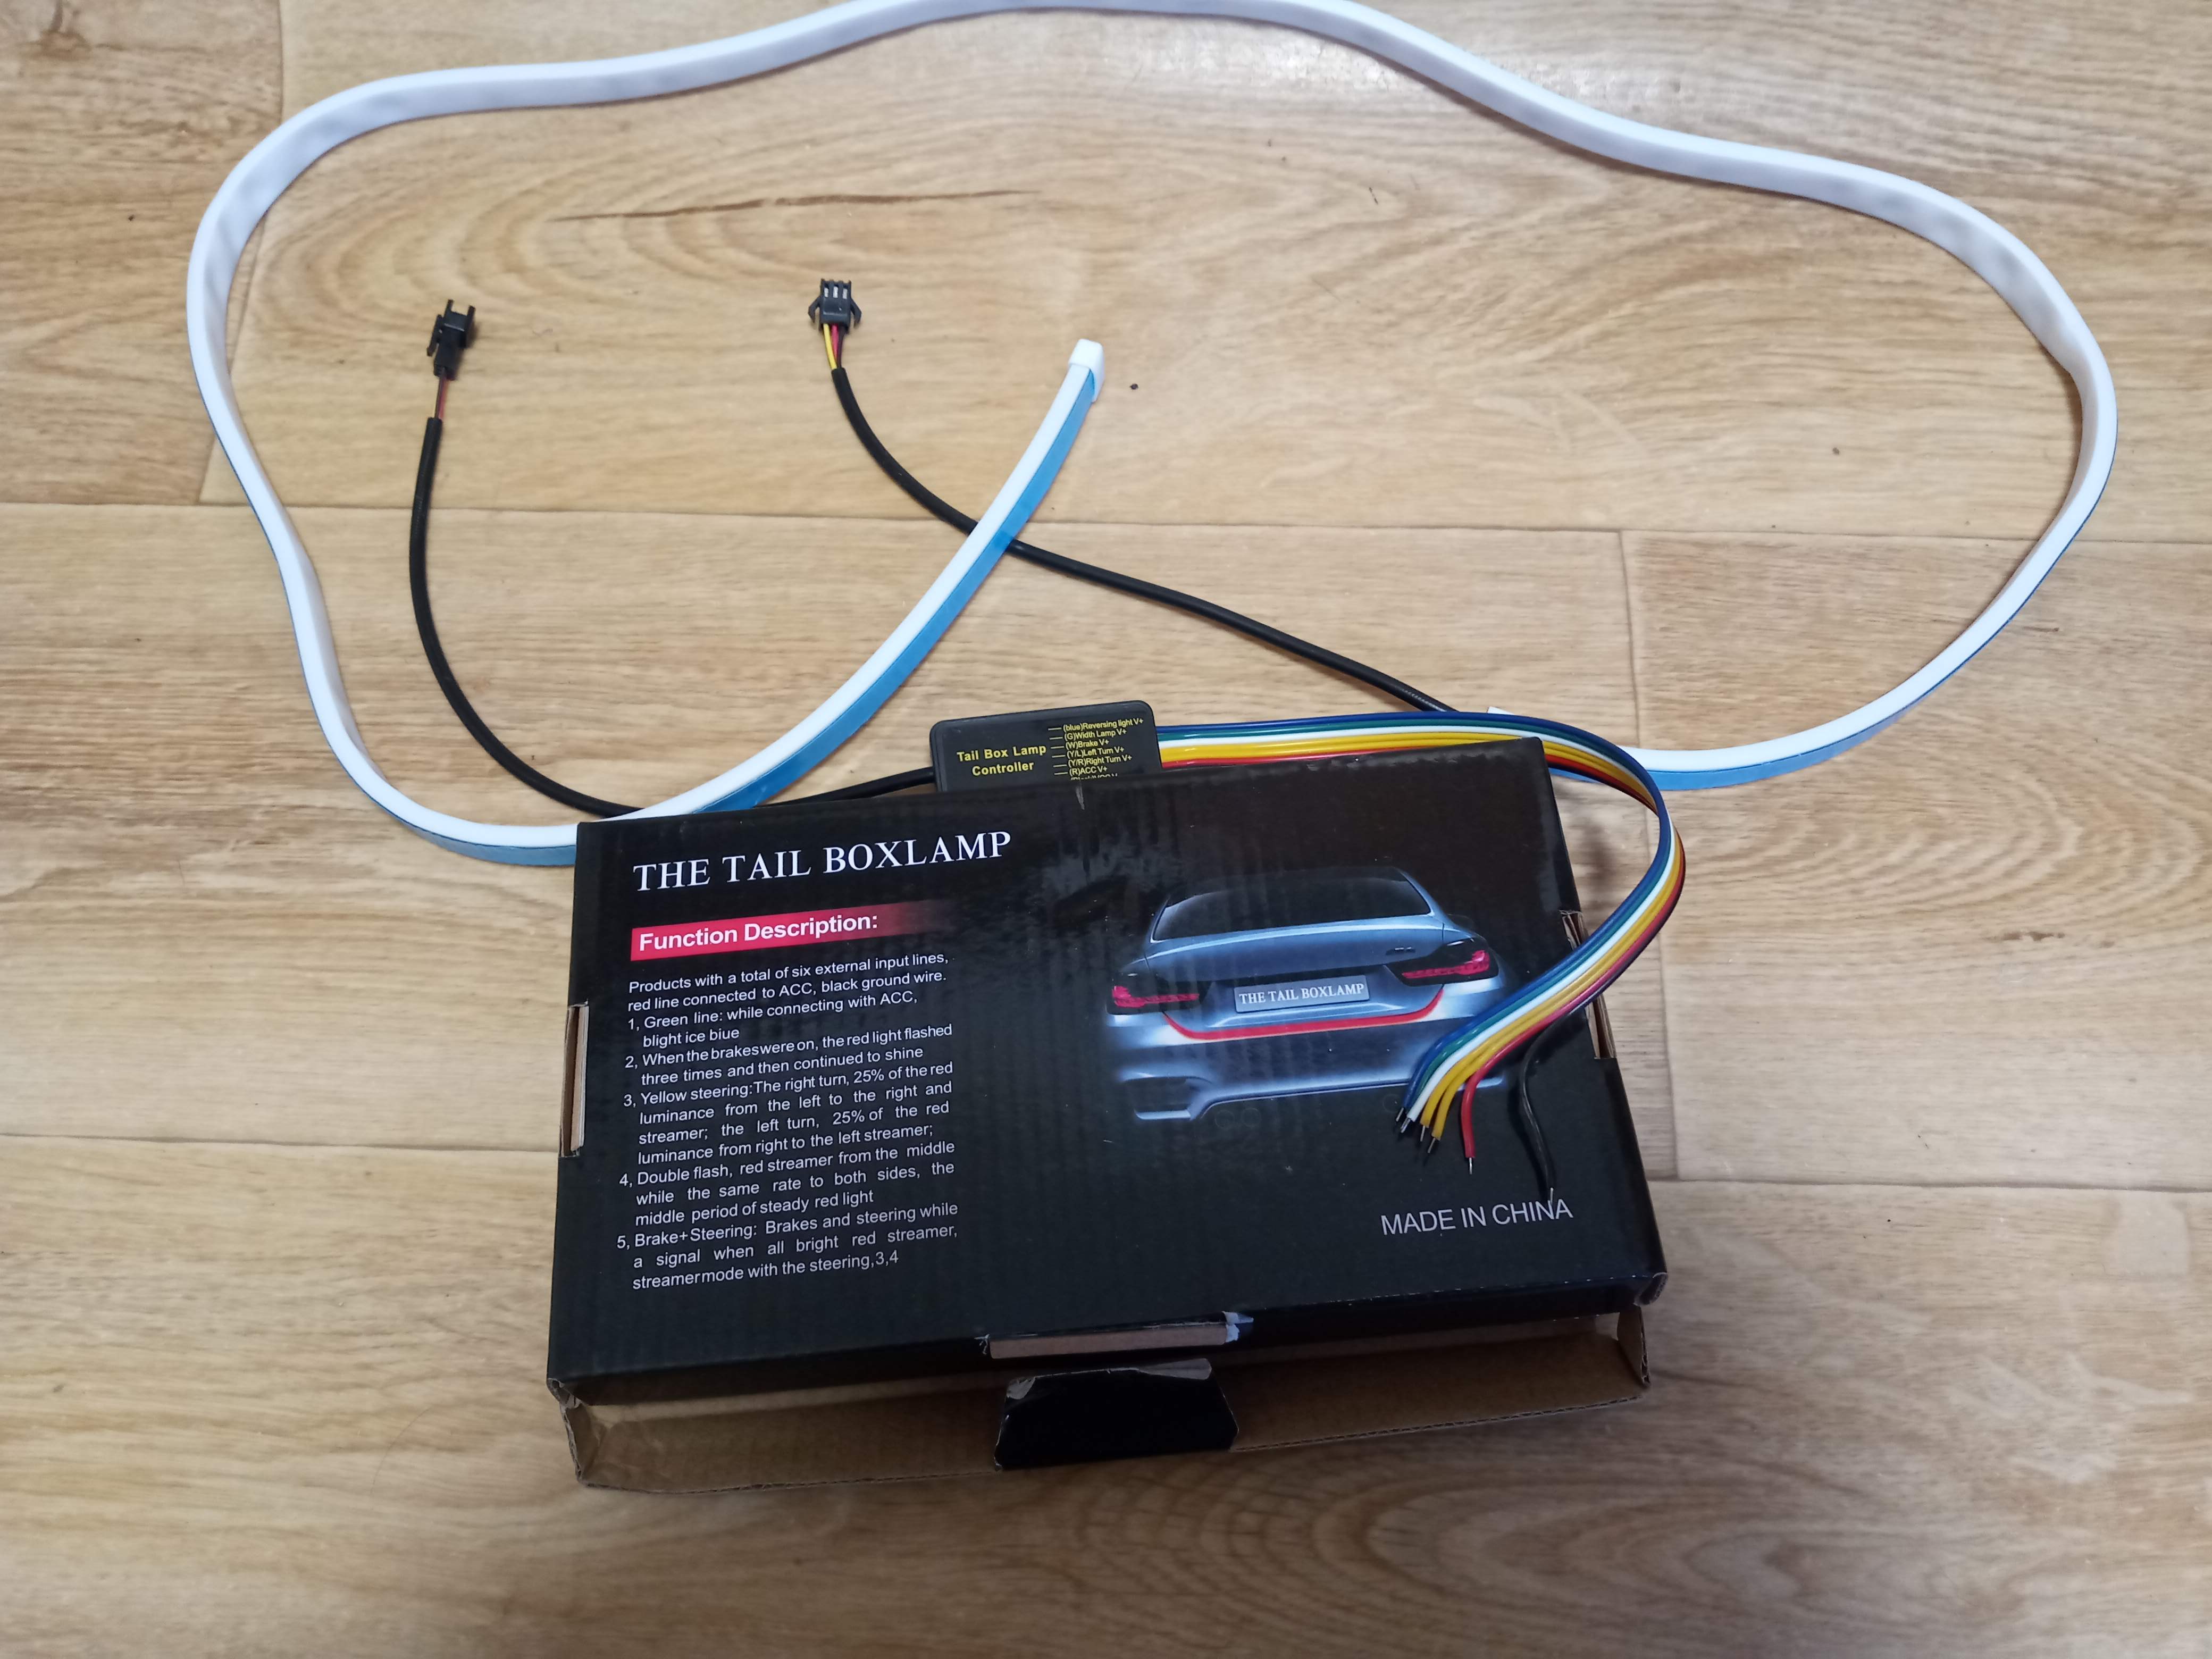 (blue)Reversing light V+
(G)Width Lamp V+
(W)Brake V+
(Y/L)Left Turn V+
(Y/R)Right Turn V+
(R)ACC V+
Tail Box Lamp
Controller
THE TAIL BOXLAMP
Function Description:
Products with a total of six external input lines,
red line connected to ACC, black ground wire.
1, Green line: while connecting with ACC,
blight ice blue
2, When the brakeswere on, the red light flashed
three times and then continued to shine
3, Yellow steering:The right turn, 25% of the red
luminance from the left to the right and
streamer; the left turn, 25% of the red
luminance from right to the left streamer;
4, Double flash, red streamer from the middle
while the same rate to both sides, the
middle period of steady red light
5, Brake+Steering: Brakes and steering while
a signal when all bright red streamer,
streamermode with the steering,3,4
THE TAIL BOXLAMP
MADE IN CHINA